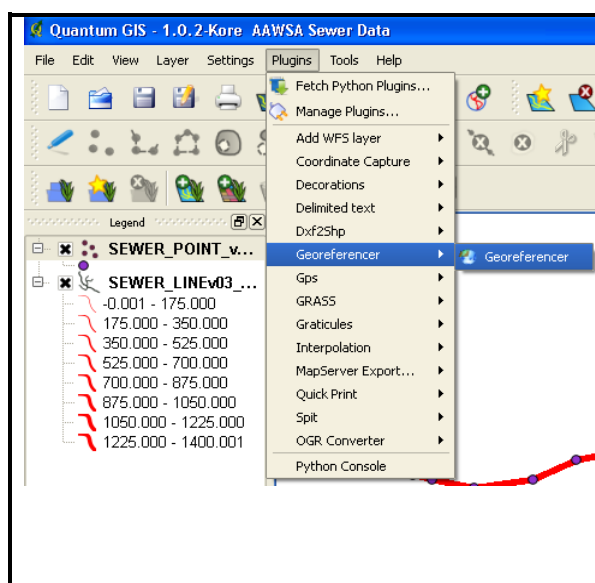 Quantum GIS - 1.0.2-Kore AAWSA Sewer Data
File Edit View Layer Settings Plugins Tools Help
Fetch Python Plugins...
Manage Plugins...
Add WFS layer
Coordinate Capture
Decorations
Delimited text
Dxf2Shp
Georeferencer
Georeferencer
Gps
GRASS
Graticules
Interpolation
MapServer Export...
Quick Print
Spit
OGR Converter
Python Console
Legend
SEWER_POINT_v...
SEWER_LINEv03_...
-0.001 - 175.000
175.000 - 350.000
350.000 - 525.000
525.000 - 700.000
700.000 - 875.000
875.000 - 1050.000
1050.000 - 1225.000
1225.000 - 1400.001